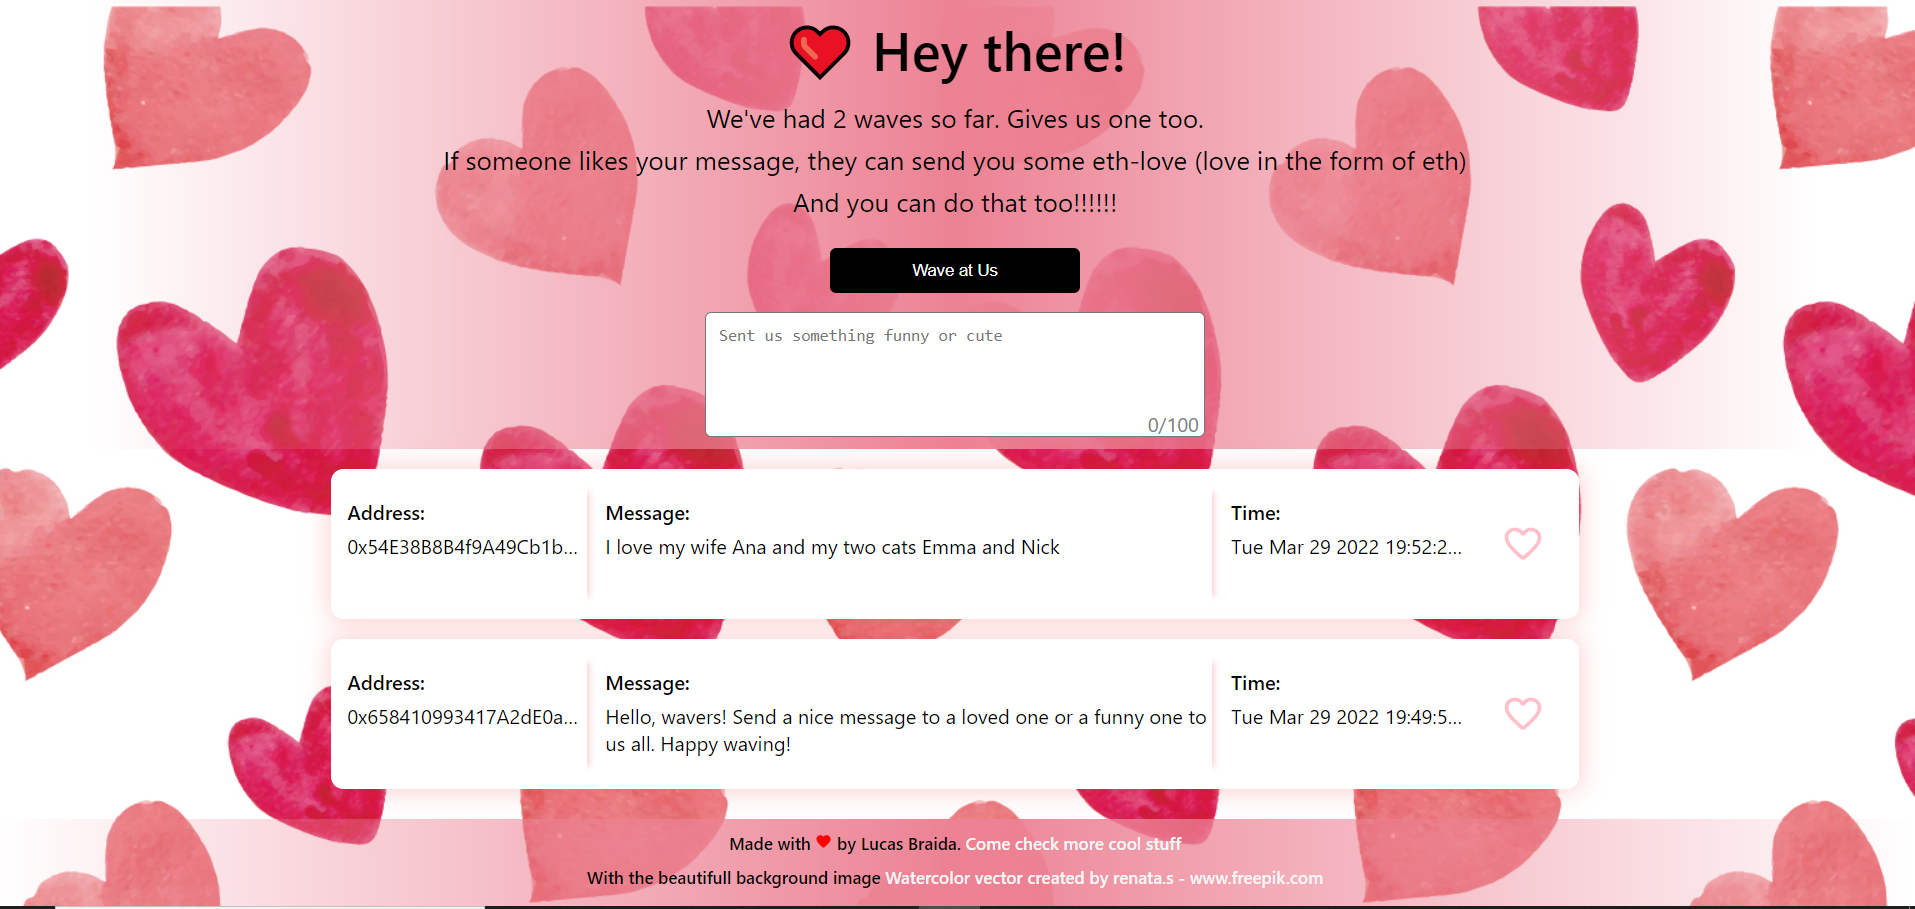 Hey there!
We've had 2 waves so far. Gives us one too.
If someone likes your message, they can send you some eth-love (love in the form of eth)
And you can do that too!!!!!!
Wave at Us
Sent us something funny or cute
0/100
Address:
0x54E38B8B4f9A49Cb1b...
Message:
I love my wife Ana and my two cats Emma and Nick
Time:
Tue Mar 29 2022 19:52:2...
Address:
0x658410993417A2dE0a...
Message:
Hello, wavers! Send a nice message to a loved one or a funny one to
us all. Happy waving!
Time:
Tue Mar 29 2022 19:49:5...
Made with ❤ by Lucas Braida. Come check more cool stuff
With the beautifull background image Watercolor vector created by renata.s - www.freepik.com